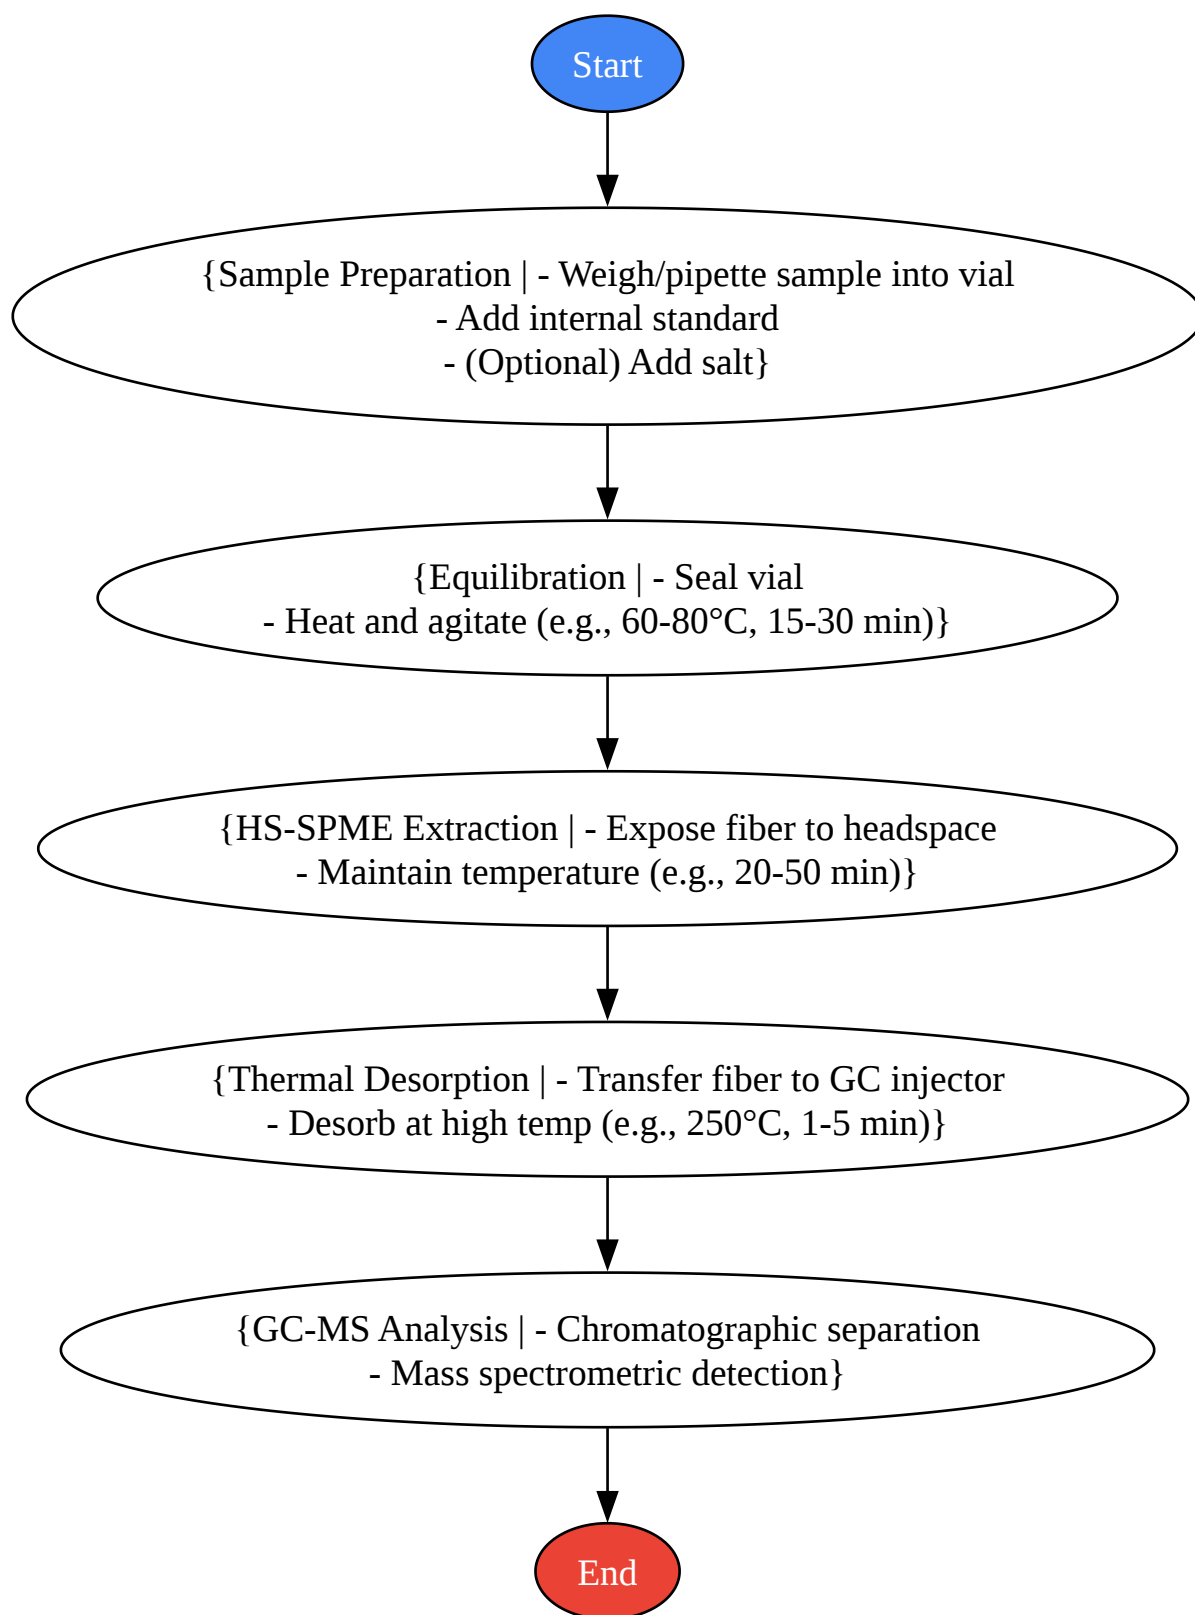 Start
{Sample Preparation | - Weigh/pipette sample into vial
- Add internal standard
- (Optional) Add salt}
{Equilibration | - Seal vial
- Heat and agitate (e.g., 60-80°C, 15-30 min)}
{HS-SPME Extraction | - Expose fiber to headspace
- Maintain temperature (e.g., 20-50 min)}
{Thermal Desorption | - Transfer fiber to GC injector
- Desorb at high temp (e.g., 250°C, 1-5 min)}
{GC-MS Analysis | - Chromatographic separation
- Mass spectrometric detection}
End